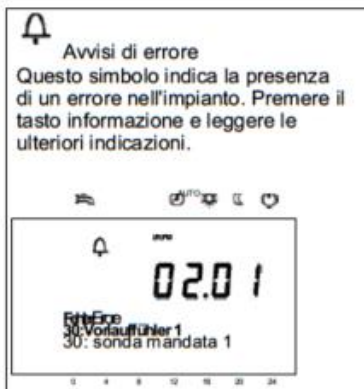 Avvisi di errore
Questo simbolo indica la presenza
di un errore nell'impianto. Premere il
tasto informazione e leggere le
ulteriori indicazioni.
AUTO
02.01
30:Vorlauffühler 1
30: sonda mandata 1
0 4 8 12 16 20 24